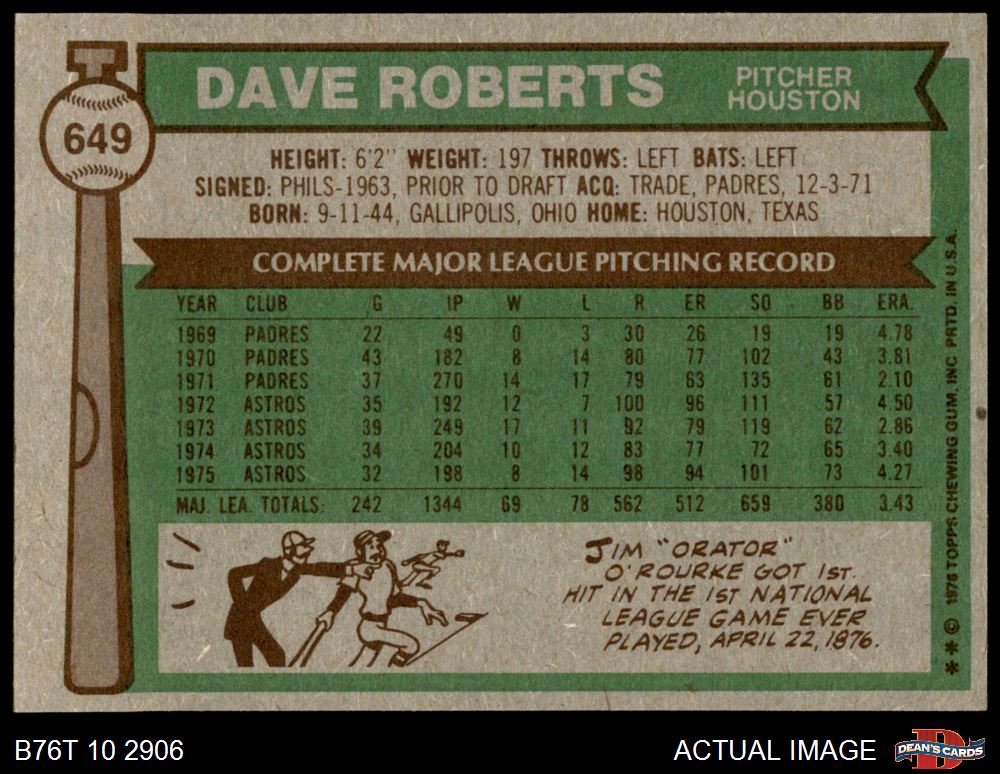 649
DAVE ROBERTS
PITCHER
HOUSTON
HEIGHT: 6'2" WEIGHT: 197 THROWS: LEFT BATS: LEFT
SIGNED: PHILS-1963, PRIOR TO DRAFT ACQ: TRADE, PADRES, 12-3-71
BORN: 9-11-44, GALLIPOLIS, OHIO HOME: HOUSTON, TEXAS
COMPLETE MAJOR LEAGUE PITCHING RECORD
YEAR CLUB G IP W L R ER SO BB ERA.
1969 PADRES 22 49 0 3 30 26 19 19 4.78
1970 PADRES 43 182 8 14 80 77 102 43 3.81
1971 PADRES 37 270 14 17 79 63 135 61 2.10
1972 ASTROS 35 192 12 7 100 96 111 57 4.50
1973 ASTROS 39 249 17 11 92 79 119 62 2.86
1974 ASTROS 34 204 10 12 83 77 72 65 3.40
1975 ASTROS 32 198 8 14 98 94 101 73 4.27
MAJ. LEA. TOTALS: 242 1344 69 78 562 512 659 380 3.43
JIM "ORATOR"
O'ROURKE GOT 1ST.
HIT IN THE 1ST NATIONAL
LEAGUE GAME EVER
PLAYED, APRIL 22, 1876.
** © 1976 TOPPS CHEWING GUM, INC PRTD. IN U.S.A.
B76T 10 2906
ACTUAL IMAGE
D
DEAN'S CARDS